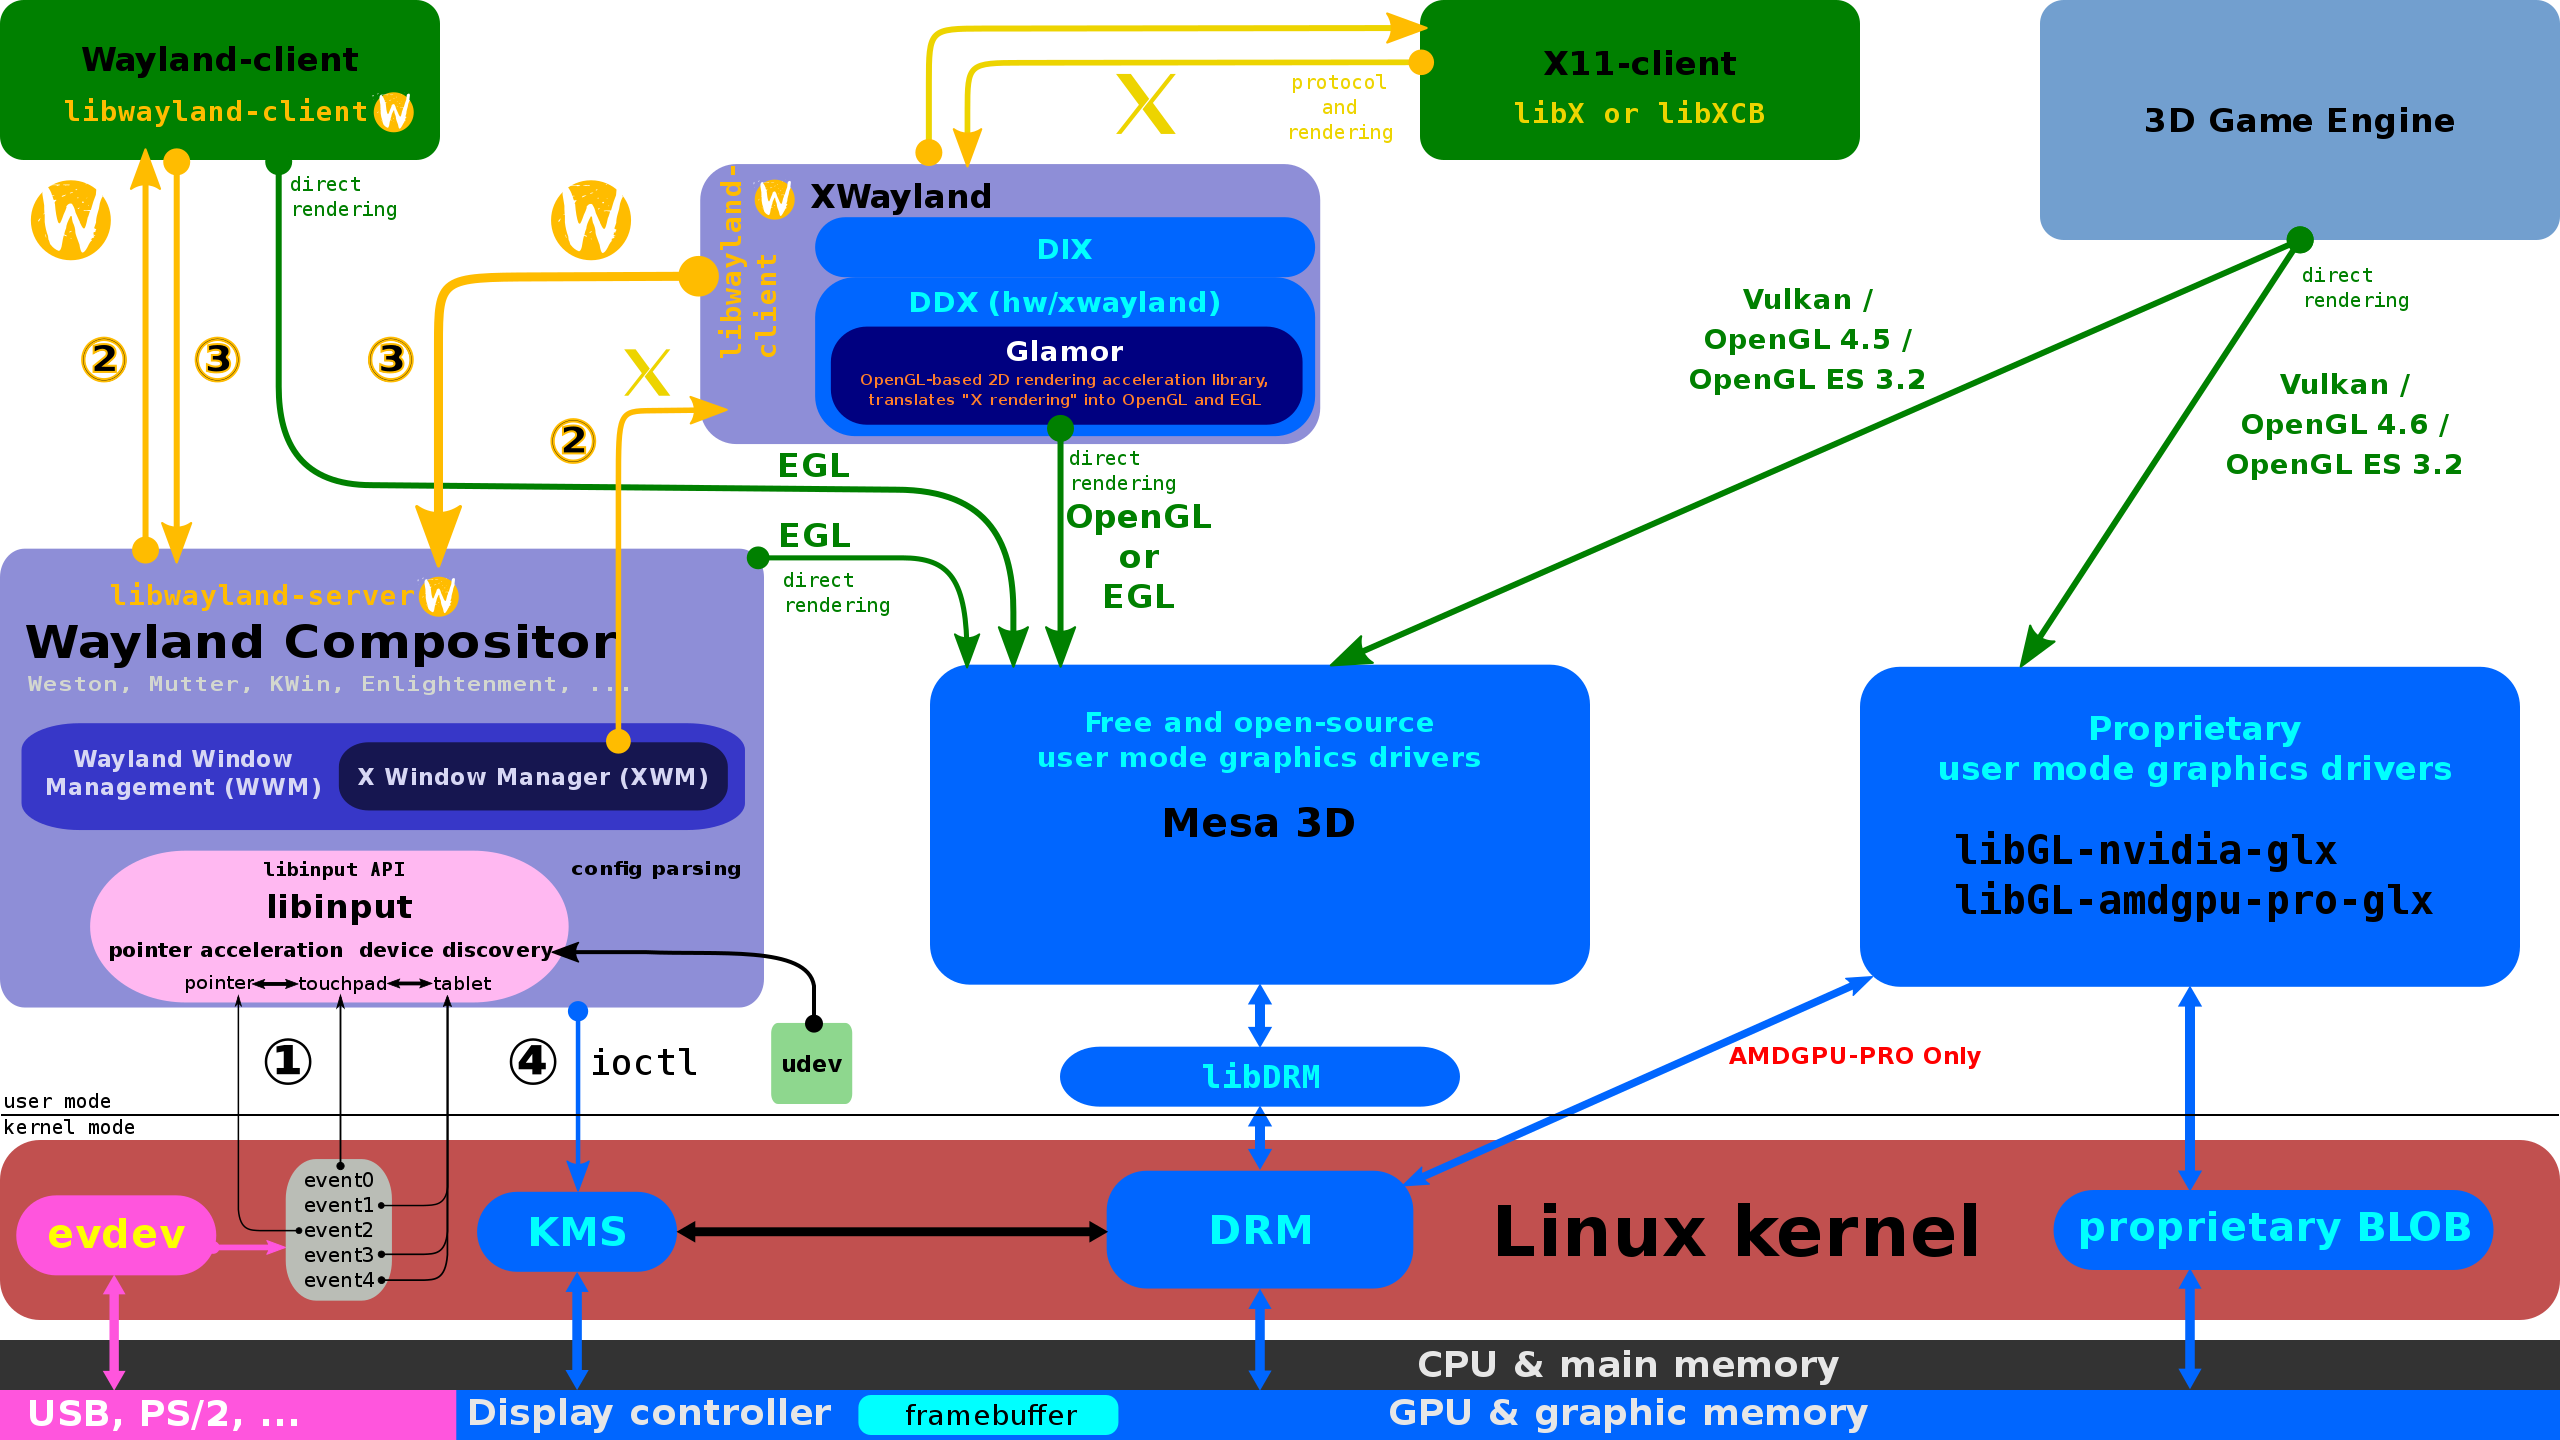 Wayland-client
libwayland-client
W
direct
rendering
W
②
③
③
W
X
②
X
protocol
and
rendering
X11-client
libX or libXCB
3D Game Engine
direct
rendering
libwayland-
client
W
XWayland
DIX
DDX (hw/xwayland)
Glamor
OpenGL-based 2D rendering acceleration library,
translates "X rendering" into OpenGL and EGL
EGL
EGL
direct
rendering
direct
rendering
OpenGL
or
EGL
Vulkan /
OpenGL 4.5 /
OpenGL ES 3.2
Vulkan /
OpenGL 4.6 /
OpenGL ES 3.2
libwayland-server
W
Wayland Compositor
Weston, Mutter, KWin, Enlightenment, ...
Wayland Window
Management (WWM)
X Window Manager (XWM)
libinput API
libinput
config parsing
pointer acceleration device discovery
pointer touchpad tablet
①
④
ioctl
udev
Free and open-source
user mode graphics drivers
Mesa 3D
Proprietary
user mode graphics drivers
libGL-nvidia-glx
libGL-amdgpu-pro-glx
libDRM
AMDGPU-PRO Only
user mode
kernel mode
evdev
event0
event1
event2
event3
event4
KMS
DRM
Linux kernel
proprietary BLOB
CPU & main memory
USB, PS/2, ...
Display controller
framebuffer
GPU & graphic memory